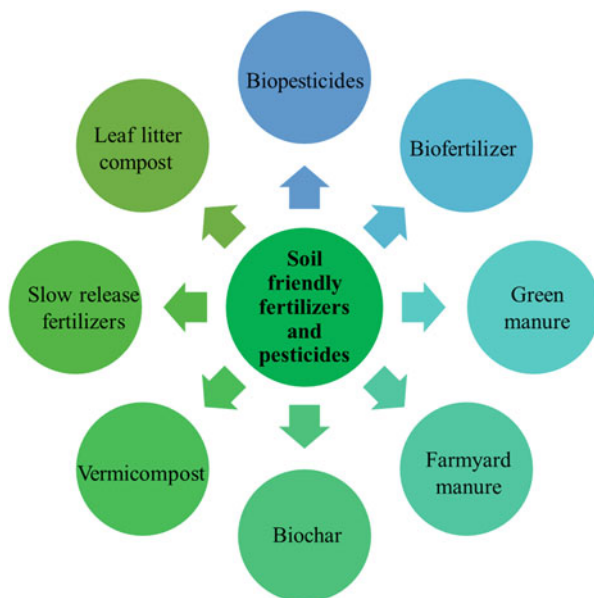 Biopesticides
Biofertilizer
Green
manure
Farmyard
manure
Biochar
Vermicompost
Slow release
fertilizers
Leaf litter
compost
Soil
friendly
fertilizers
and
pesticides